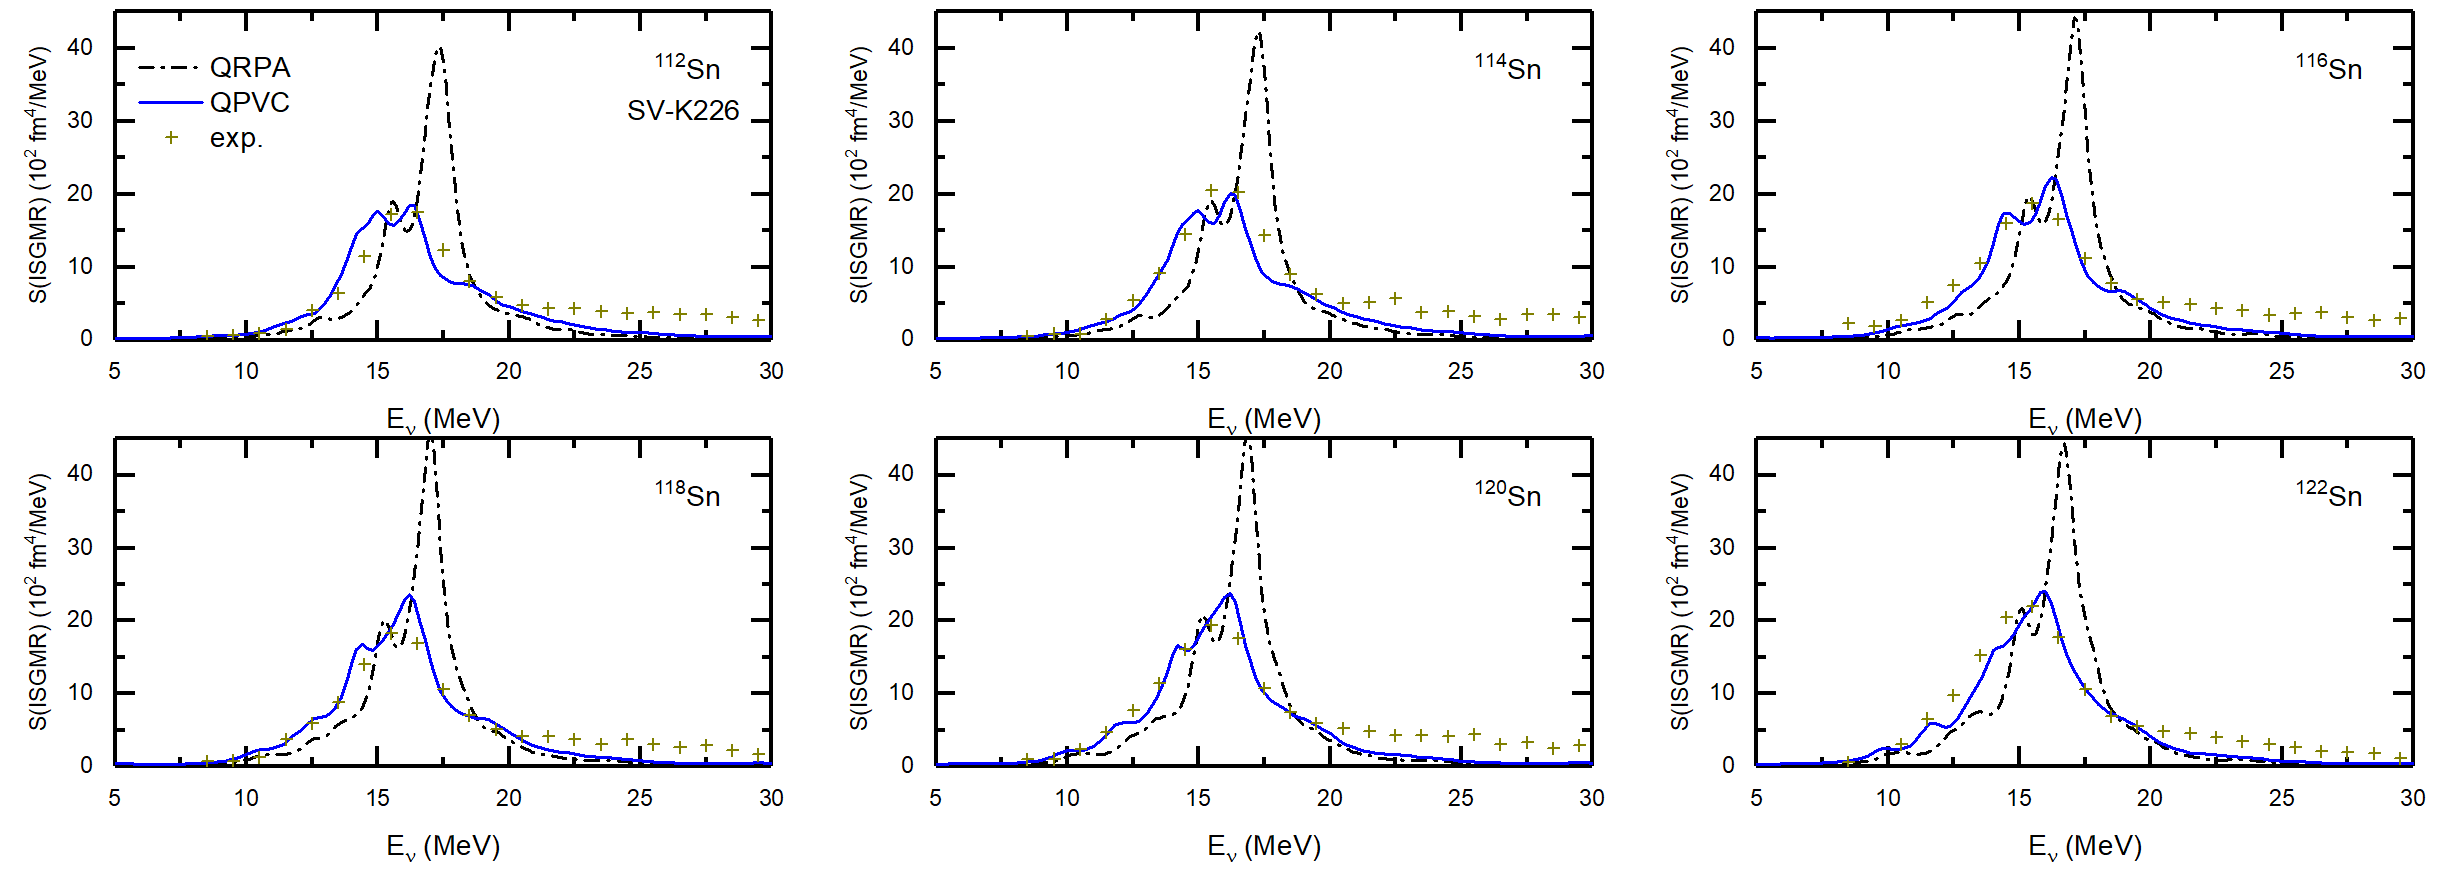 S(ISGMR) (10² fm⁴/MeV)
40
30
20
10
0
QRPA
QPVC
exp.
¹¹²Sn
SV-K226
5 10 15 20 25 30
Eν (MeV)
S(ISGMR) (10² fm⁴/MeV)
40
30
20
10
0
¹¹⁴Sn
5 10 15 20 25 30
Eν (MeV)
S(ISGMR) (10² fm⁴/MeV)
40
30
20
10
0
¹¹⁶Sn
5 10 15 20 25 30
Eν (MeV)
S(ISGMR) (10² fm⁴/MeV)
40
30
20
10
0
¹¹⁸Sn
5 10 15 20 25 30
Eν (MeV)
S(ISGMR) (10² fm⁴/MeV)
40
30
20
10
0
¹²⁰Sn
5 10 15 20 25 30
Eν (MeV)
S(ISGMR) (10² fm⁴/MeV)
40
30
20
10
0
¹²²Sn
5 10 15 20 25 30
Eν (MeV)